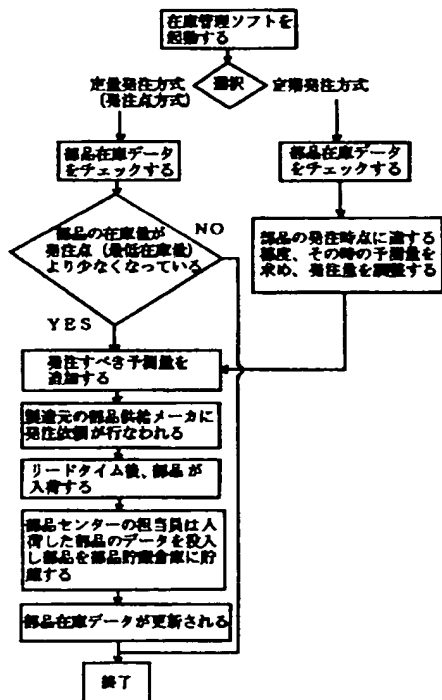 在庫管理ソフトを
起動する
選択
定量発注方式
(発注点方式)
定期発注方式
部品在庫データ
をチェックする
部品在庫データ
をチェックする
部品の在庫量が
発注点(最低在庫量)
より少なくなっている
NO
YES
部品の発注時点に達する
都度、その時の予測量を
求め、発注量を調整する
発注すべき予測量を
追加する
製造元の部品供給メーカに
発注依頼が行なわれる
リードタイム後、部品が
入荷する
部品センターの担当員は入
荷した部品のデータを投入
し部品を部品貯蔵倉庫に貯
蔵する
部品在庫データが更新される
終了